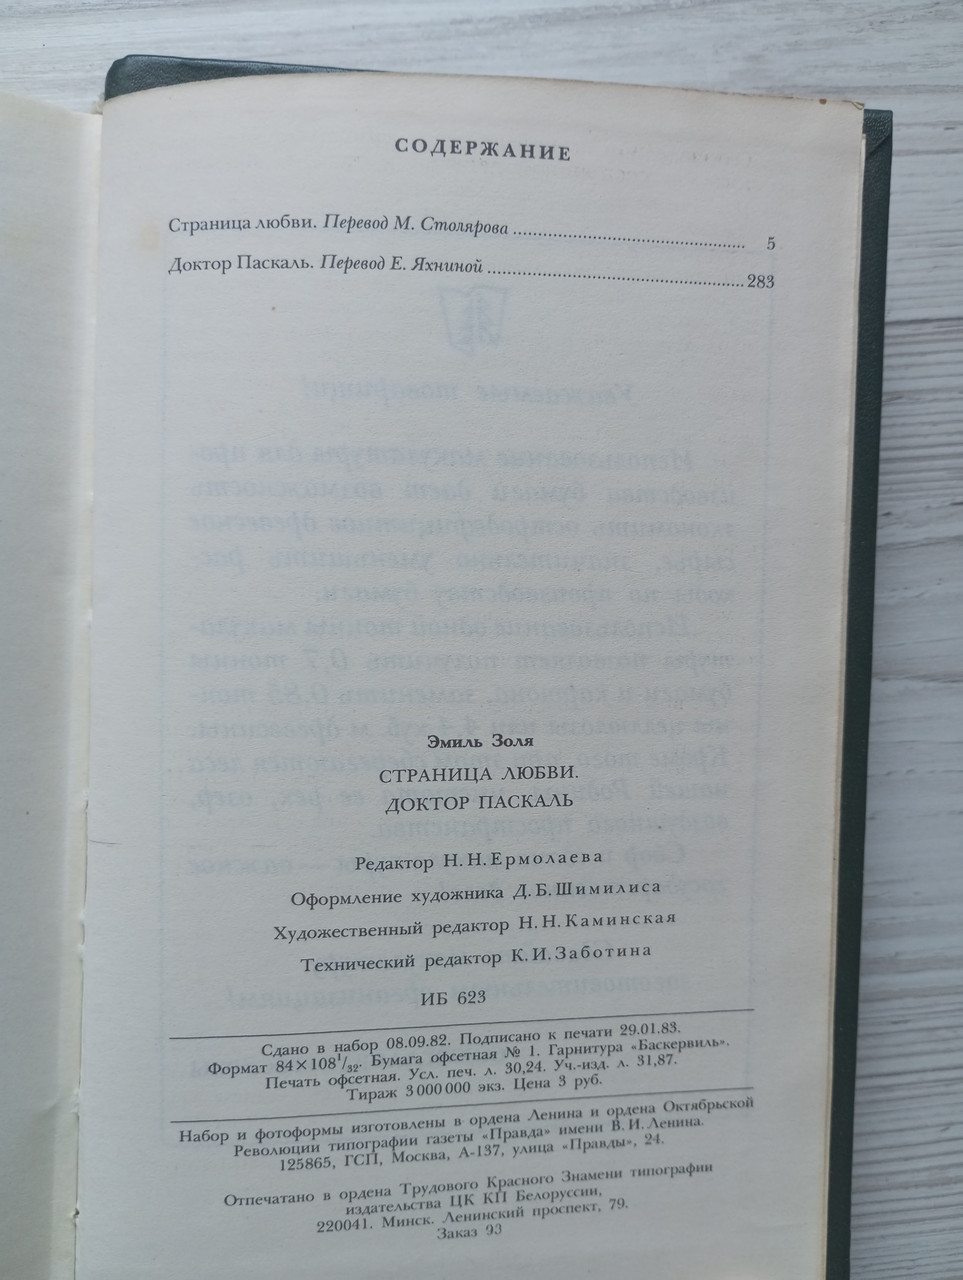 СОДЕРЖАНИЕ
Страница любви. Перевод М. Столярова 5
Доктор Паскаль. Перевод Е. Яхниной 283
Эмиль Золя
СТРАНИЦА ЛЮБВИ.
ДОКТОР ПАСКАЛЬ
Редактор Н. Н. Ермолаева
Оформление художника Д. Б. Шимилиса
Художественный редактор Н. Н. Каминская
Технический редактор К. И. Заботина
ИБ 623
Сдано в набор 08.09.82. Подписано к печати 29.01.83.
Формат 84×108¹/₃₂. Бумага офсетная № 1. Гарнитура «Баскервиль».
Печать офсетная. Усл. печ. л. 30,24. Уч.-изд. л. 31,87.
Тираж 3 000 000 экз. Цена 3 руб.
Набор и фотоформы изготовлены в ордена Ленина и ордена Октябрьской
Революции типографии газеты «Правда» имени В. И. Ленина.
125865, ГСП, Москва, А-137, улица «Правды», 24.
Отпечатано в ордена Трудового Красного Знамени типографии
издательства ЦК КП Белоруссии,
220041. Минск. Ленинский проспект, 79.
Заказ 93